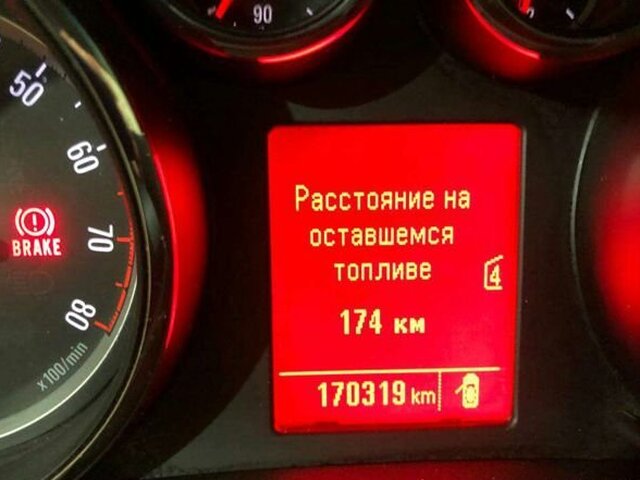 90
50
60
70
80
x100/min
BRAKE
Расстояние на
оставшемся
топливе
4
174 км
170319 km